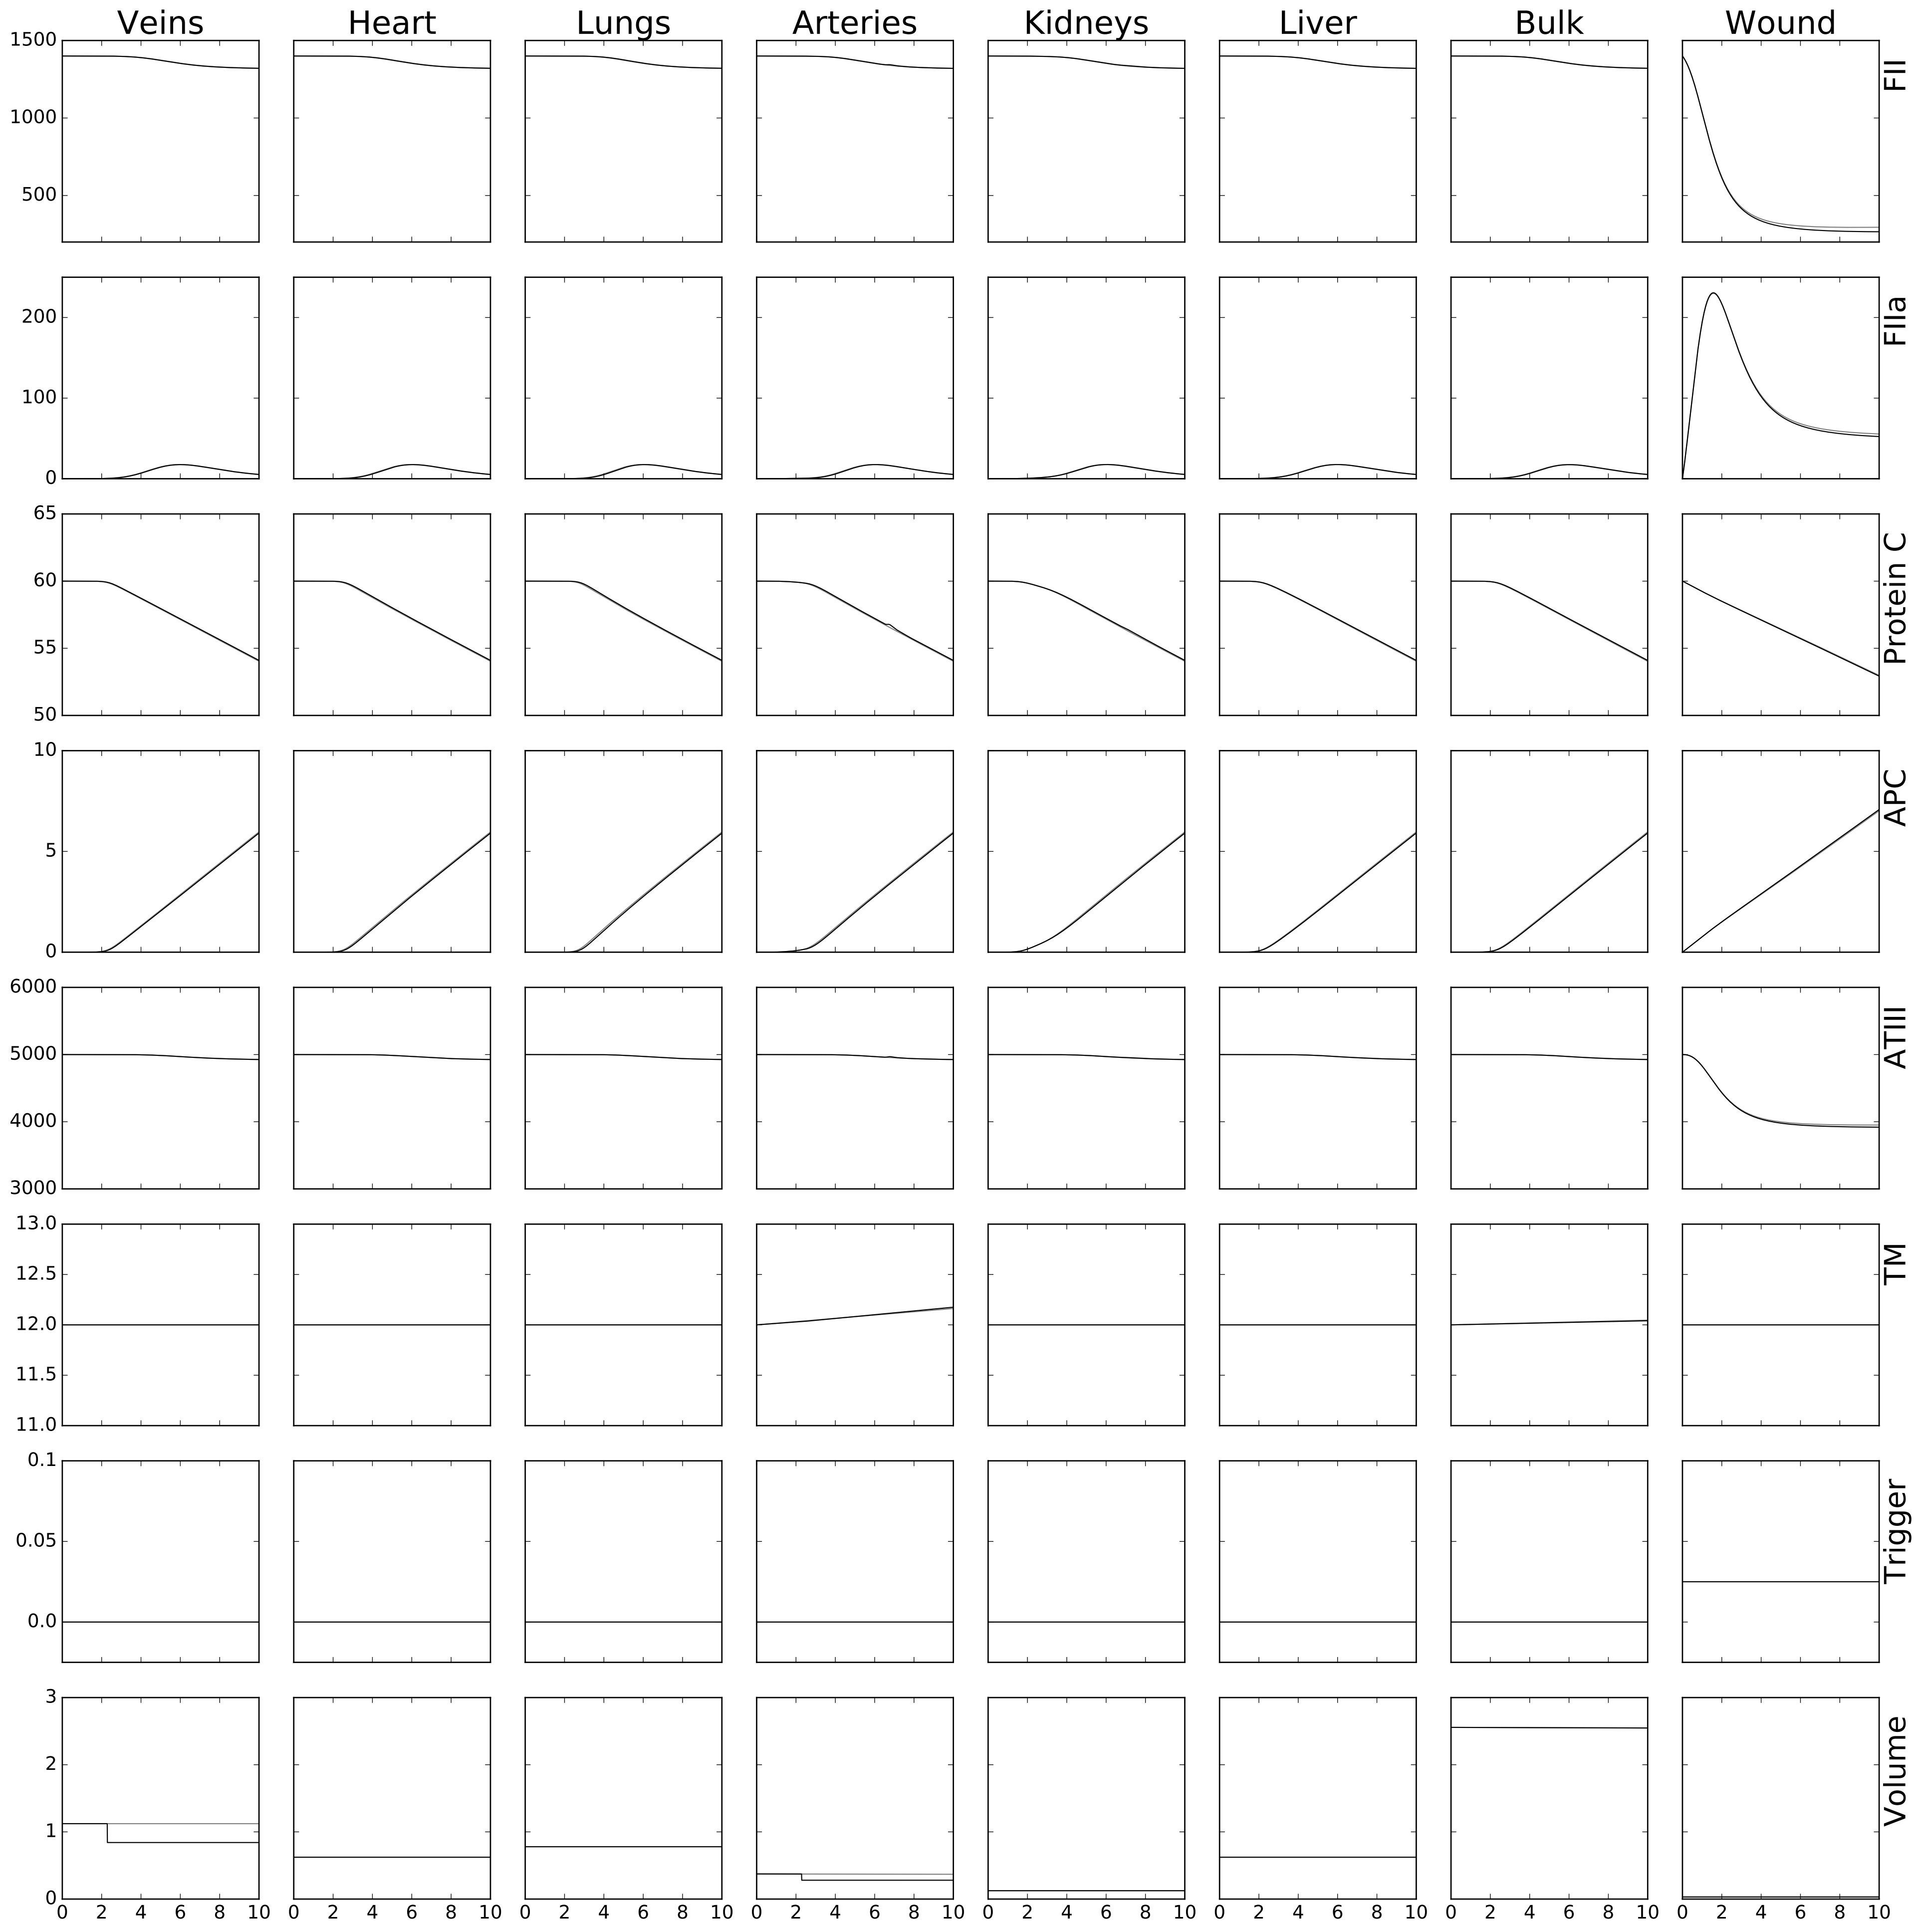 Veins Heart Lungs Arteries Kidneys Liver Bulk Wound
1500
1000
500
FII
200
100
0
FIIa
65
60
55
50
Protein C
10
5
0
APC
6000
5000
4000
3000
ATIII
13.0
12.5
12.0
11.5
11.0
TM
0.1
0.05
0.0
Trigger
3
2
1
0
Volume
0 2 4 6 8 10 0 2 4 6 8 10 0 2 4 6 8 10 0 2 4 6 8 10 0 2 4 6 8 10 0 2 4 6 8 10 0 2 4 6 8 10 0 2 4 6 8 10